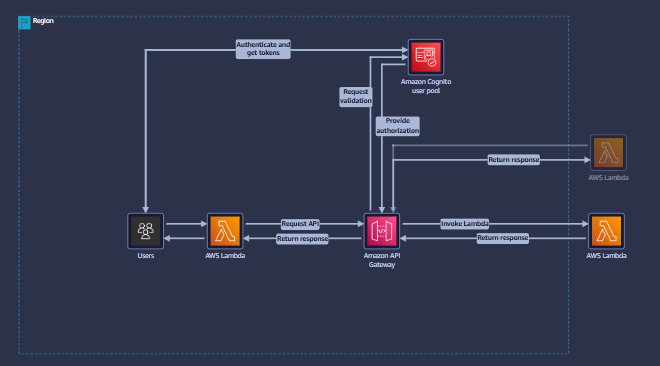 Region
Authenticate and
get tokens
Amazon Cognito
user pool
Request
validation
Provide
authorization
Return response
AWS Lambda
Request API
Invoke Lambda
Return response
Return response
Users
AWS Lambda
Amazon API
Gateway
AWS Lambda